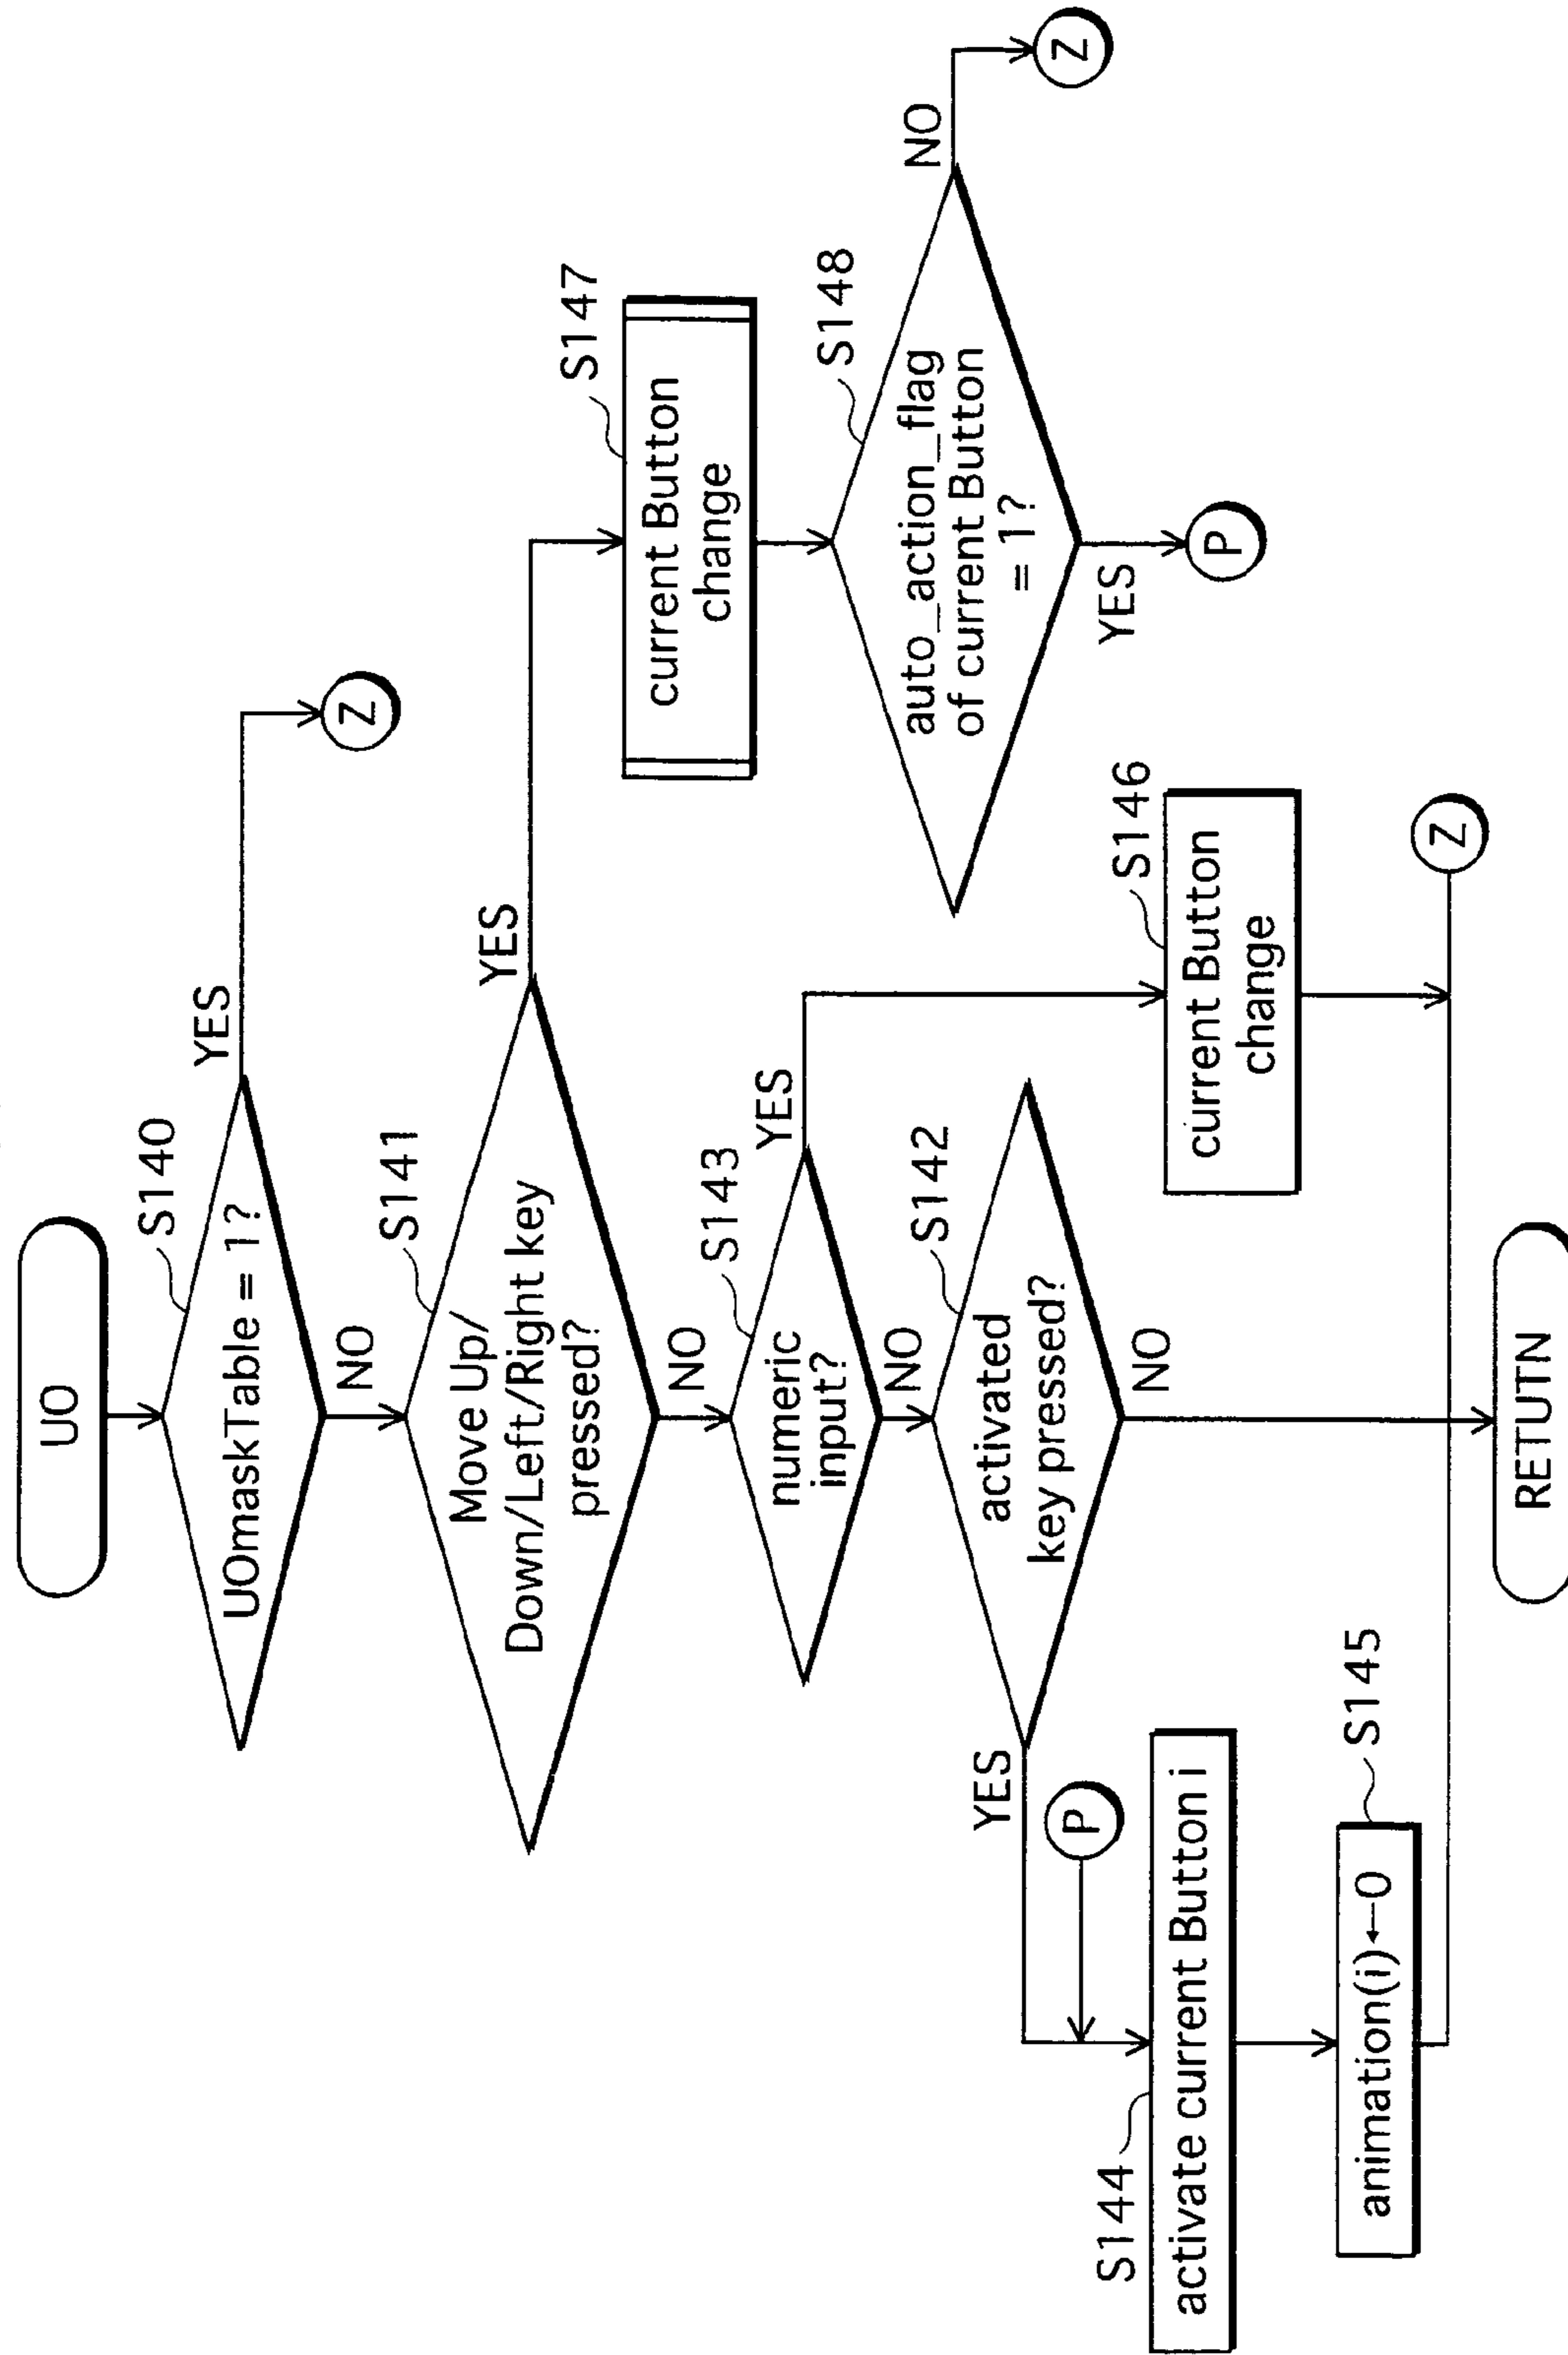 UO
S140
UOmaskTable = 1?
YES
Z
NO
S141
Move Up/
Down/Left/Right key
pressed?
YES
NO
S147
current Button
change
S143
numeric
input?
YES
NO
S148
auto_action_flag
of current Button
= 1?
NO
Z
YES
P
S142
activated
key pressed?
YES
NO
P
S144
activate current Button i
S146
current Button
change
S145
animation(i)←0
Z
RETUTN